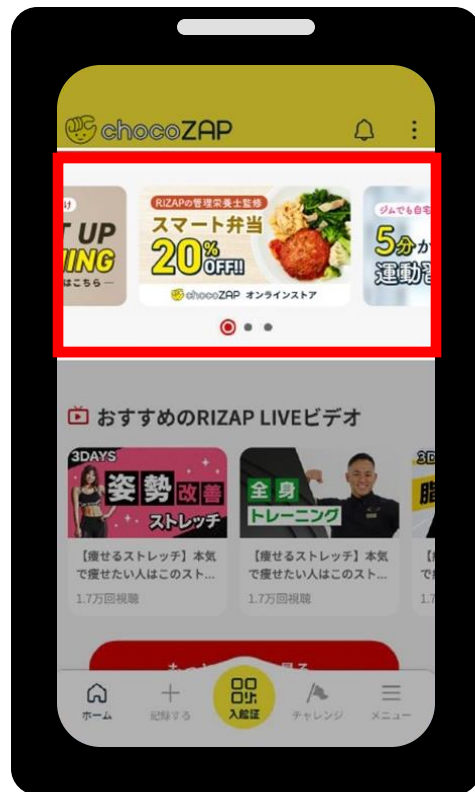 chocoZAP
け
T UP
ING
はこちら ―
RIZAPの管理栄養士監修
スマート弁当
20%
OFF!!
chocoZAP オンラインストア
ジムでも自宅
5分か
運動習
おすすめのRIZAP LIVEビデオ
3DAYS
姿勢改善
ストレッチ
【痩せるストレッチ】本気
で痩せたい人はこのスト...
1.7万回視聴
全身
トレーニング
【痩せるストレッチ】本気
で痩せたい人はこのスト...
1.7万回視聴
ホーム
記録する
入館証
チャレンジ
メニュー